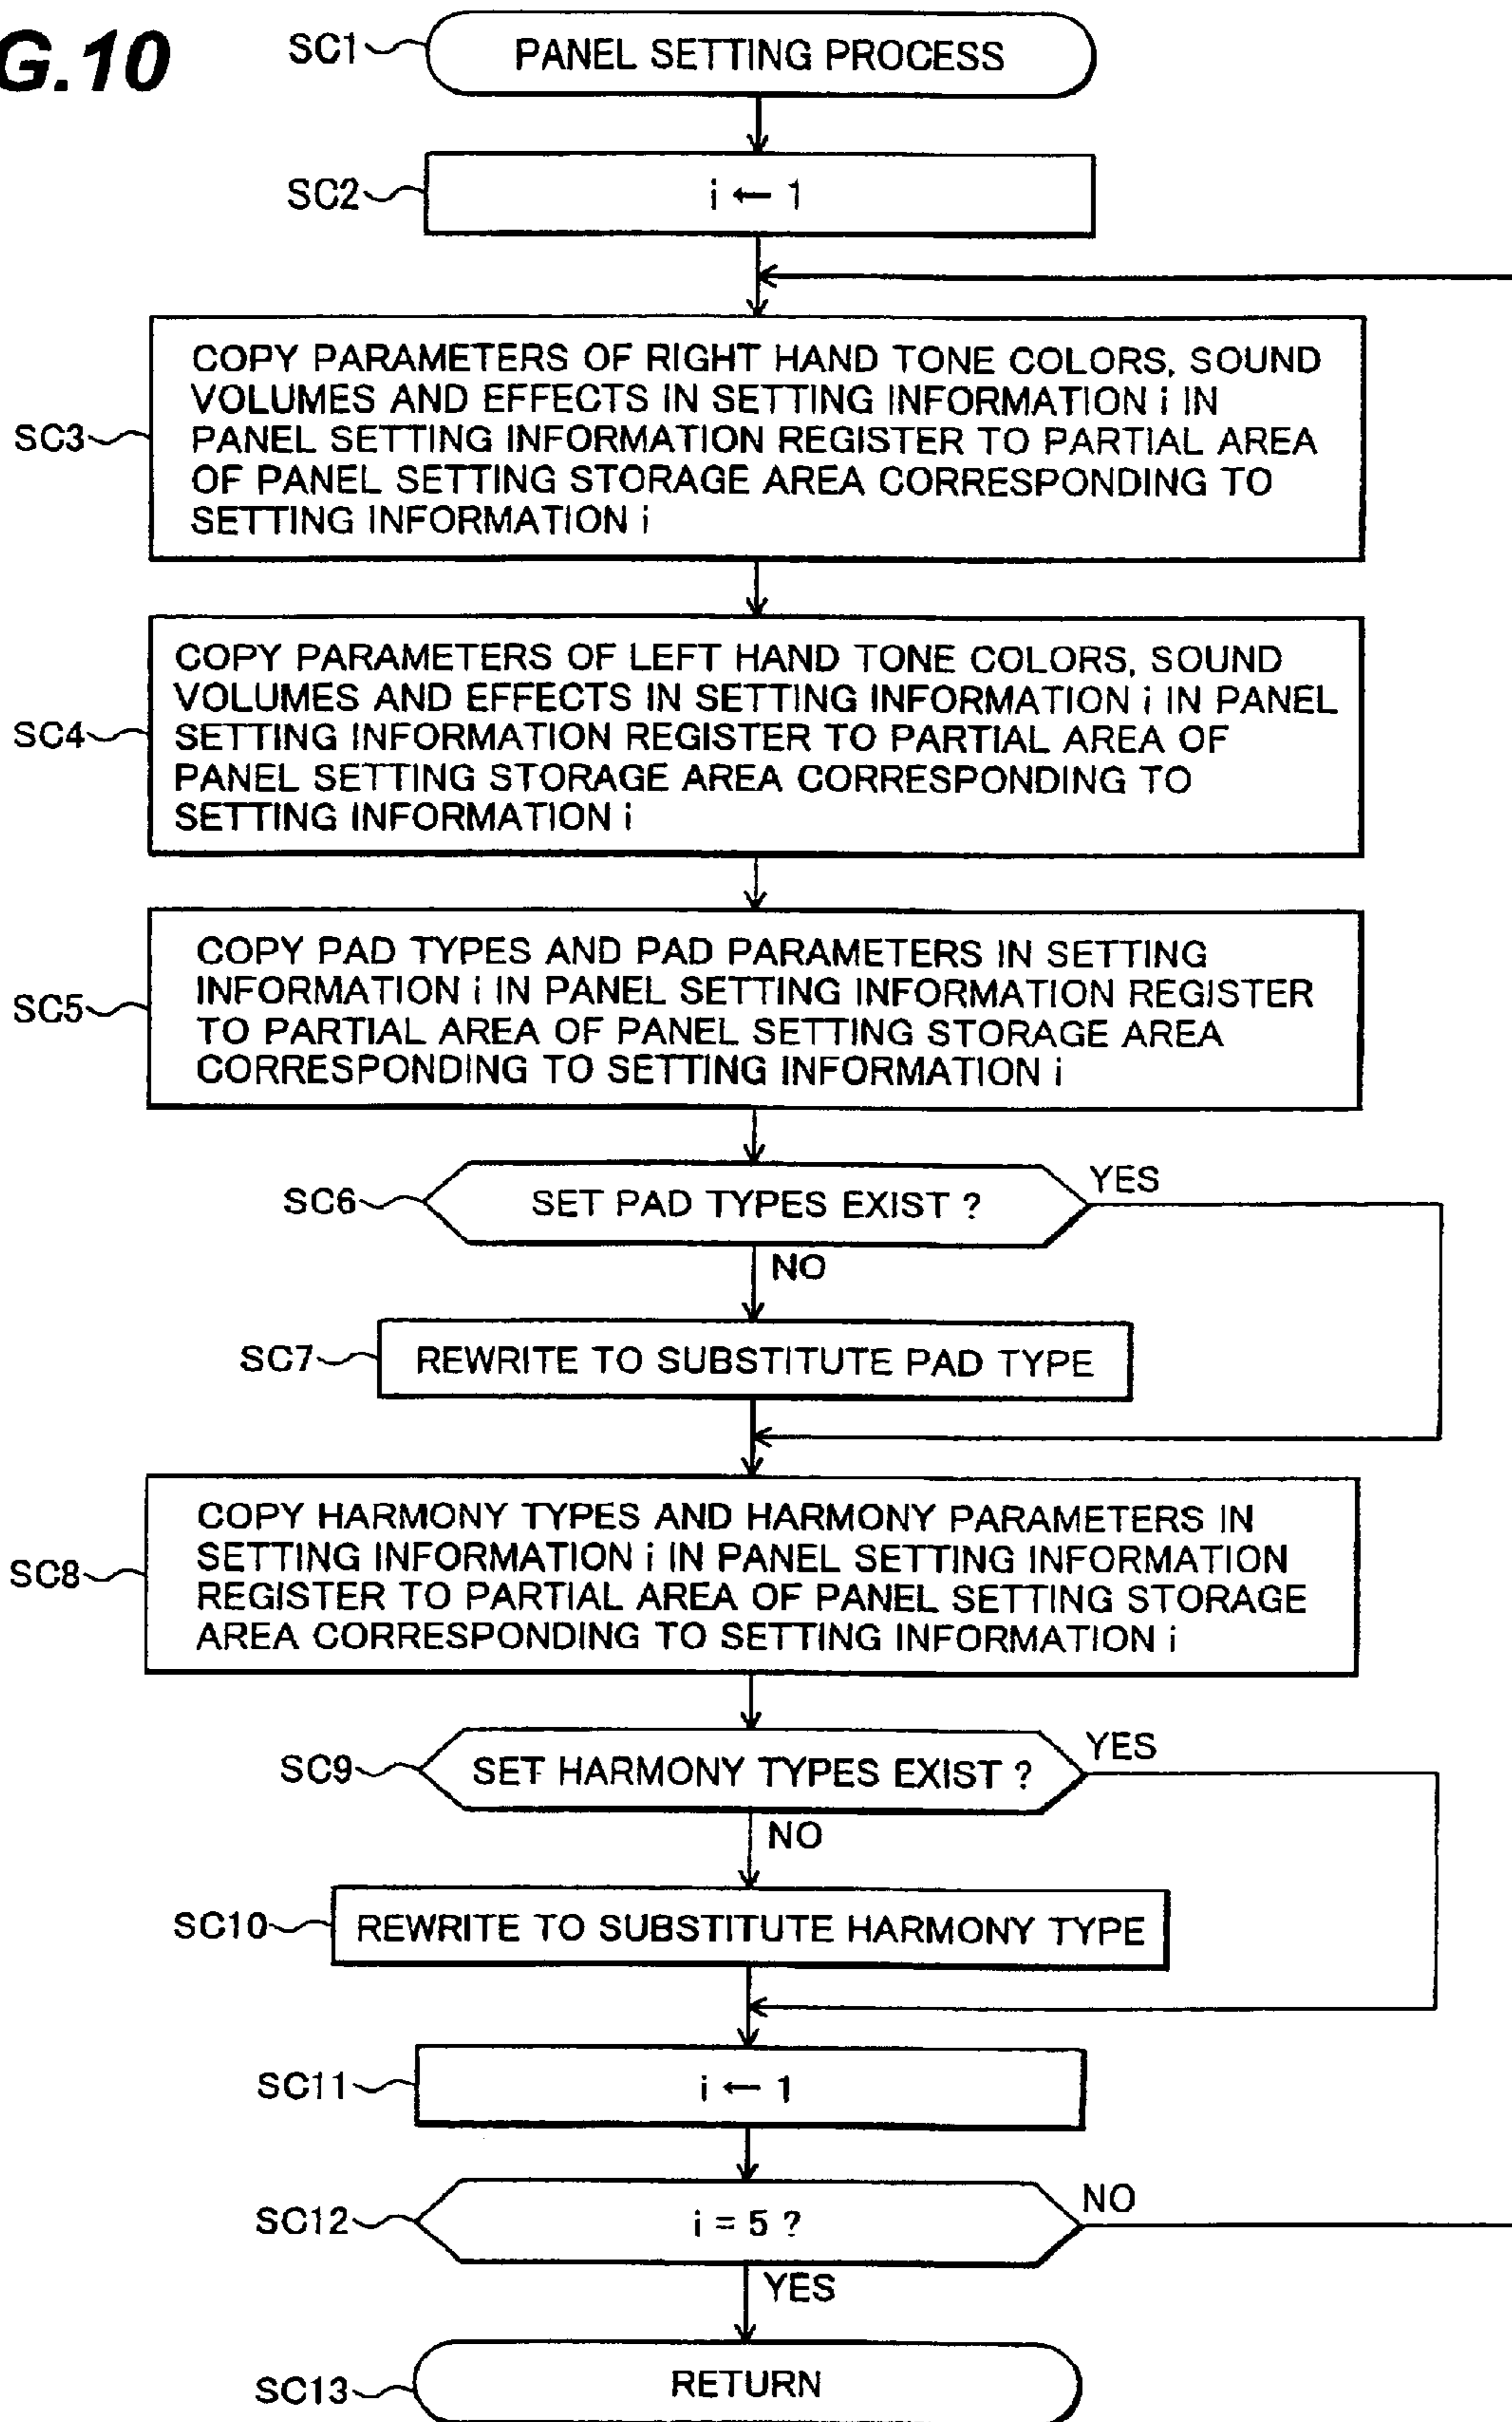 G.10
SC1
PANEL SETTING PROCESS
SC2
i ← 1
SC3
COPY PARAMETERS OF RIGHT HAND TONE COLORS, SOUND
VOLUMES AND EFFECTS IN SETTING INFORMATION i IN
PANEL SETTING INFORMATION REGISTER TO PARTIAL AREA
OF PANEL SETTING STORAGE AREA CORRESPONDING TO
SETTING INFORMATION i
SC4
COPY PARAMETERS OF LEFT HAND TONE COLORS, SOUND
VOLUMES AND EFFECTS IN SETTING INFORMATION i IN PANEL
SETTING INFORMATION REGISTER TO PARTIAL AREA OF
PANEL SETTING STORAGE AREA CORRESPONDING TO
SETTING INFORMATION i
SC5
COPY PAD TYPES AND PAD PARAMETERS IN SETTING
INFORMATION i IN PANEL SETTING INFORMATION REGISTER
TO PARTIAL AREA OF PANEL SETTING STORAGE AREA
CORRESPONDING TO SETTING INFORMATION i
SC6
SET PAD TYPES EXIST ?
YES
NO
SC7
REWRITE TO SUBSTITUTE PAD TYPE
SC8
COPY HARMONY TYPES AND HARMONY PARAMETERS IN
SETTING INFORMATION i IN PANEL SETTING INFORMATION
REGISTER TO PARTIAL AREA OF PANEL SETTING STORAGE
AREA CORRESPONDING TO SETTING INFORMATION i
SC9
SET HARMONY TYPES EXIST ?
YES
NO
SC10
REWRITE TO SUBSTITUTE HARMONY TYPE
SC11
i ← 1
SC12
i = 5 ?
NO
YES
SC13
RETURN